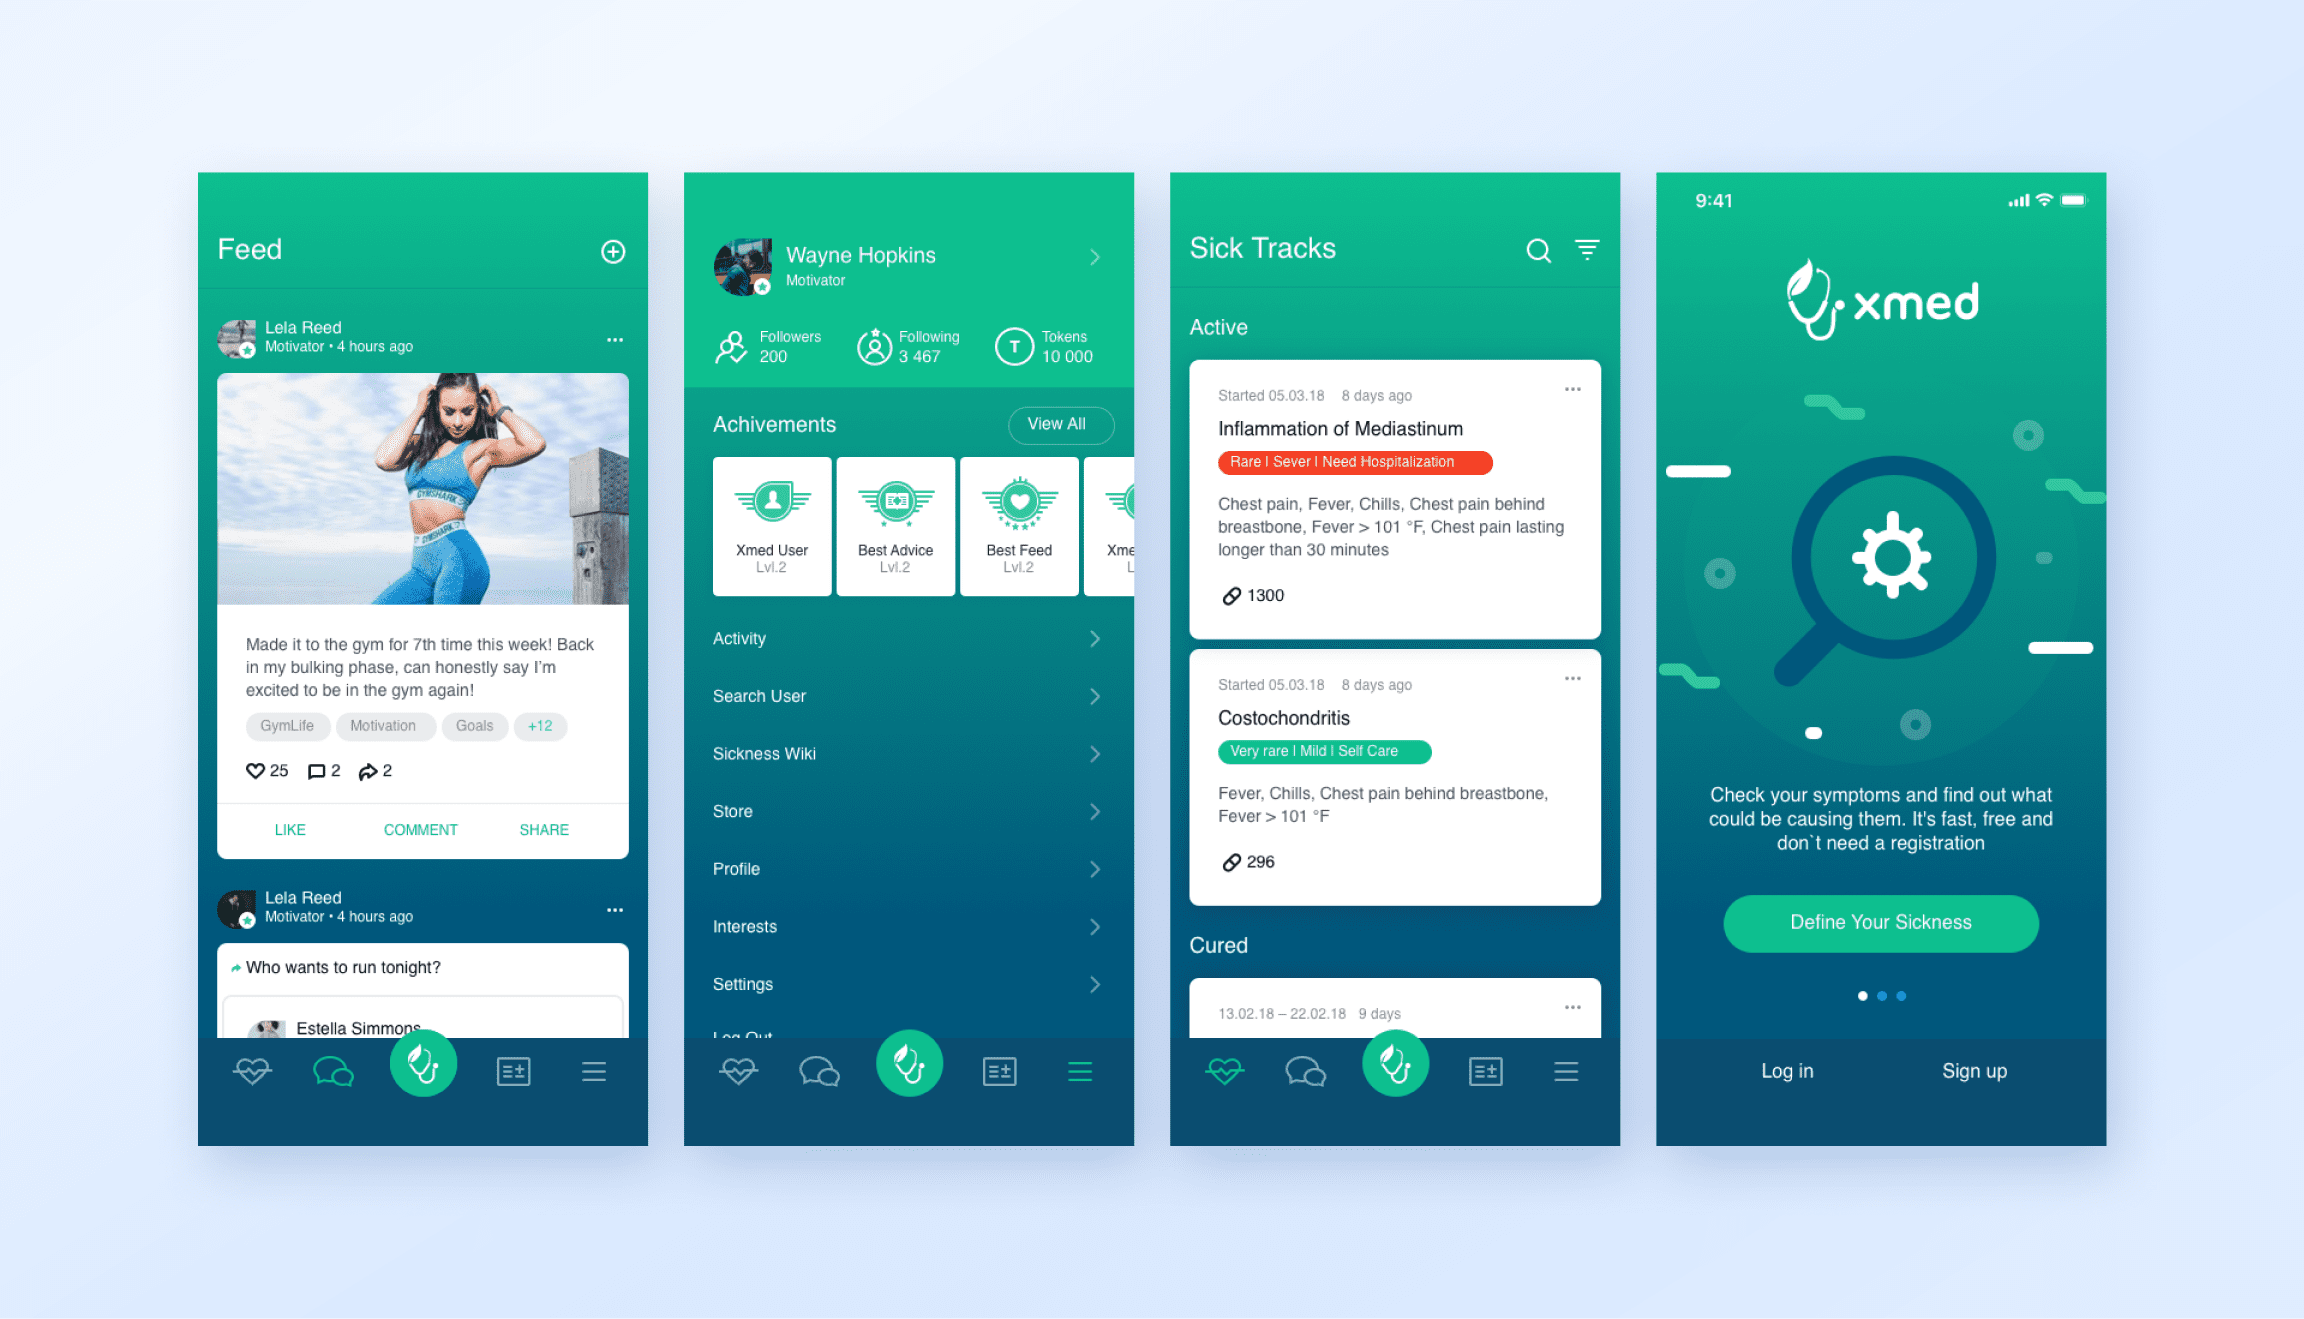 Feed
Lela Reed
Motivator • 4 hours ago
GYMSHARK
GYMSHARK
Made it to the gym for 7th time this week! Back
in my bulking phase, can honestly say I'm
excited to be in the gym again!
GymLife Motivation Goals +12
25 2 2
LIKE COMMENT SHARE
Lela Reed
Motivator • 4 hours ago
Who wants to run tonight?
Estella Simmons
Wayne Hopkins
Motivator
Followers
200
Following
3 467
T
Tokens
10 000
Achivements
View All
Xmed User
Lvl.2
Best Advice
Lvl.2
Best Feed
Lvl.2
Xme
L
Activity
Search User
Sickness Wiki
Store
Profile
Interests
Settings
Log Out
Sick Tracks
Active
Started 05.03.18 8 days ago
Inflammation of Mediastinum
Rare I Sever I Need Hospitalization
Chest pain, Fever, Chills, Chest pain behind
breastbone, Fever > 101 °F, Chest pain lasting
longer than 30 minutes
1300
Started 05.03.18 8 days ago
Costochondritis
Very rare I Mild I Self Care
Fever, Chills, Chest pain behind breastbone,
Fever > 101 °F
296
Cured
13.02.18 – 22.02.18 9 days
9:41
xmed
Check your symptoms and find out what
could be causing them. It's fast, free and
don`t need a registration
Define Your Sickness
Log in Sign up